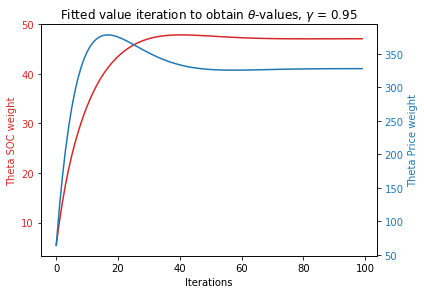 Fitted value iteration to obtain θ-values, γ = 0.95
50
40
30
20
10
Theta SOC weight
350
300
250
200
150
100
50
Theta Price weight
0 20 40 60 80 100
Iterations